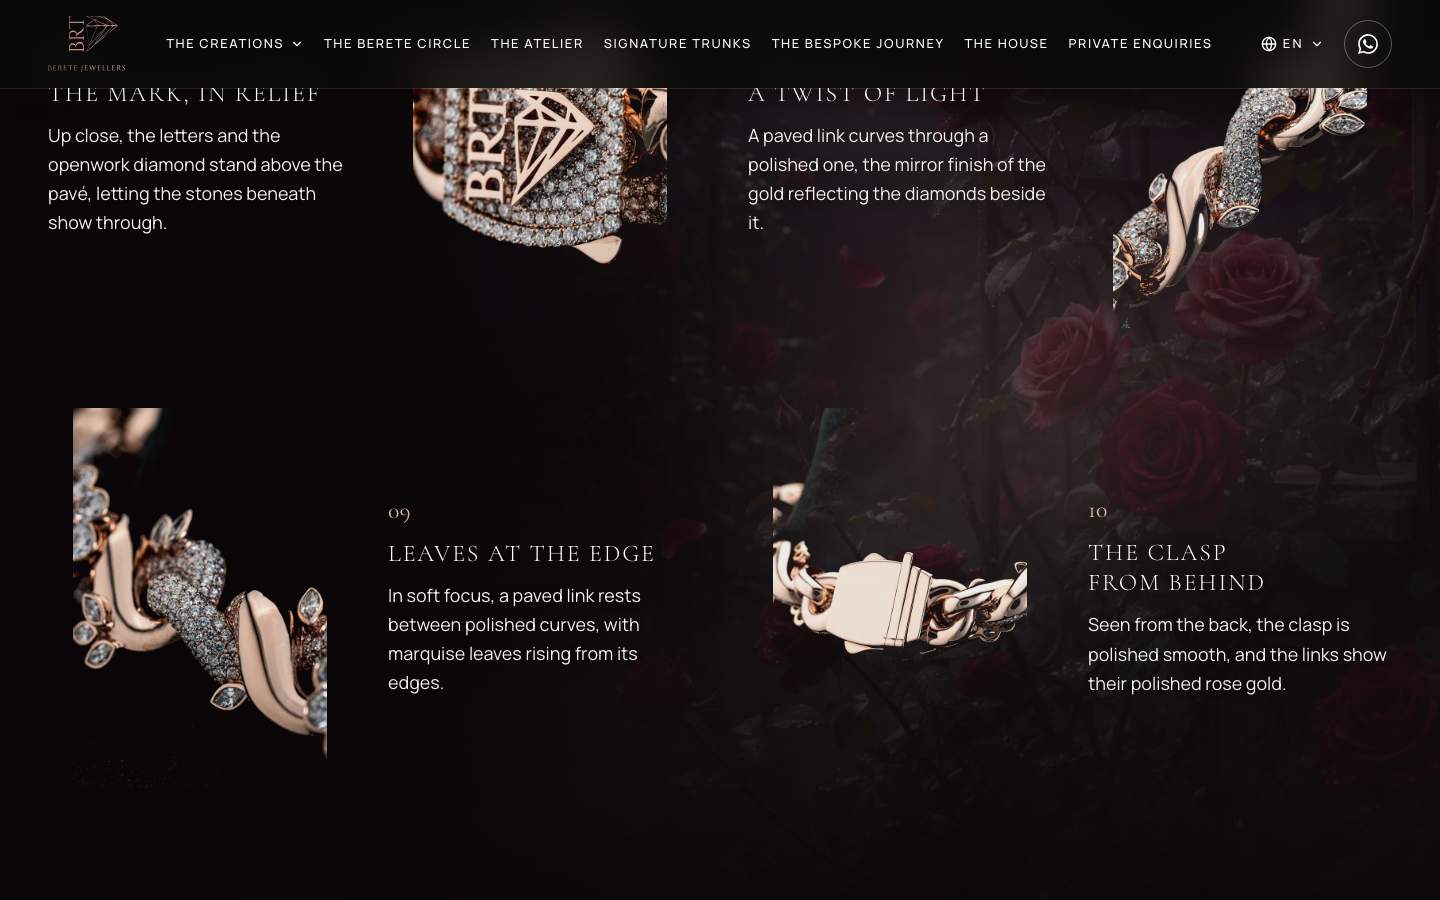 BRT
BERETE JEWELLERS
THE CREATIONS
THE BERETE CIRCLE
THE ATELIER
SIGNATURE TRUNKS
THE BESPOKE JOURNEY
THE HOUSE
PRIVATE ENQUIRIES
EN
THE MARK, IN RELIEF
Up close, the letters and the
openwork diamond stand above the
pavé, letting the stones beneath
show through.
BRT
A TWIST OF LIGHT
A paved link curves through a
polished one, the mirror finish of the
gold reflecting the diamonds beside
it.
09
LEAVES AT THE EDGE
In soft focus, a paved link rests
between polished curves, with
marquise leaves rising from its
edges.
10
THE CLASP
FROM BEHIND
Seen from the back, the clasp is
polished smooth, and the links show
their polished rose gold.